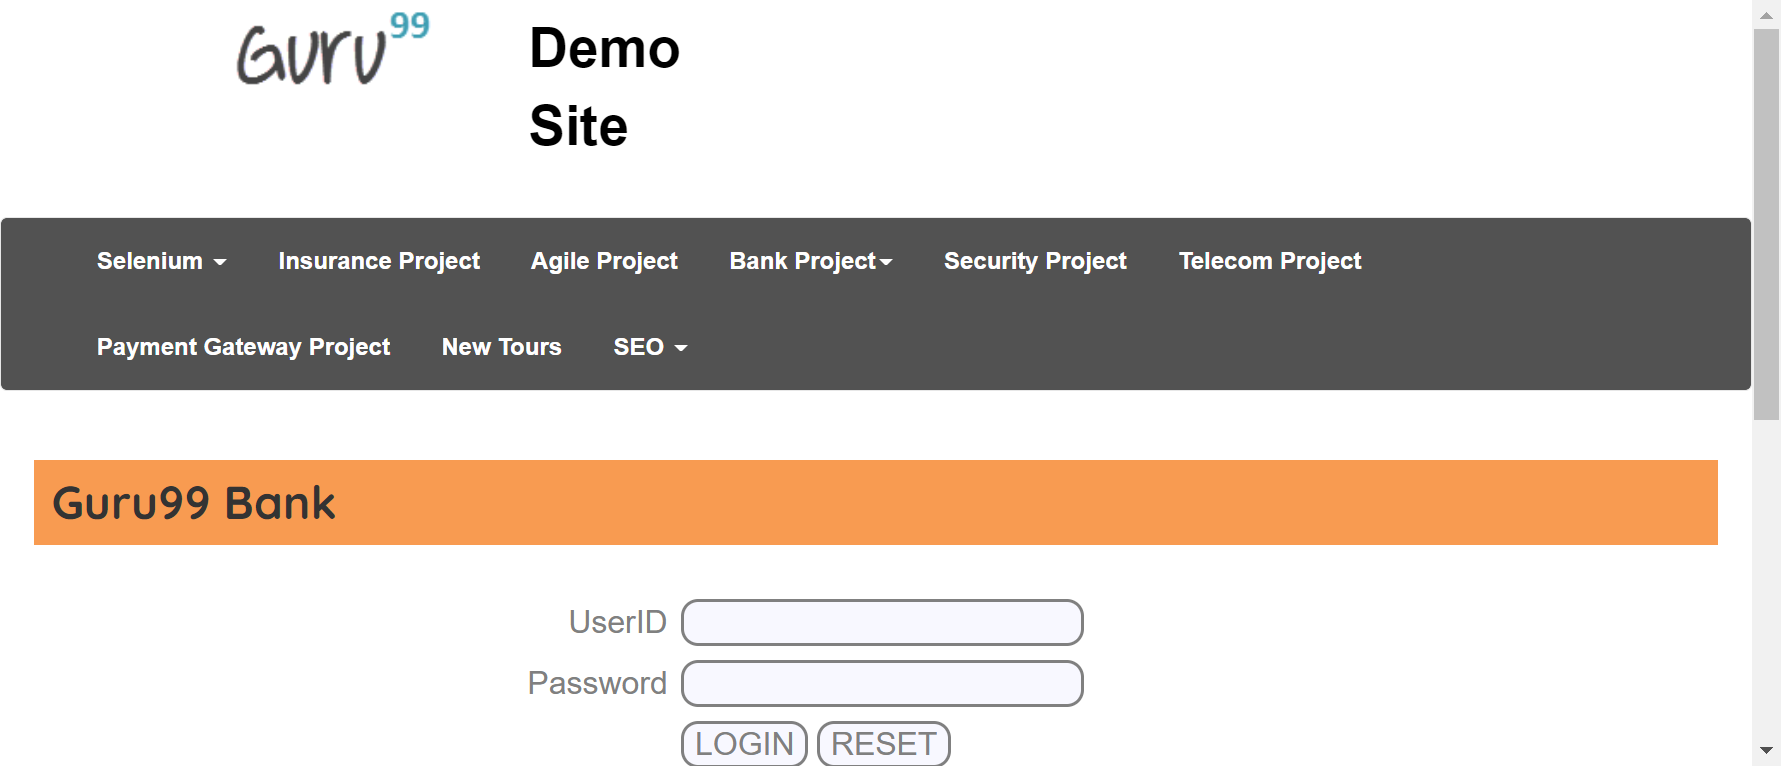 Guru99
Demo
Site
Selenium Insurance Project Agile Project Bank Project Security Project Telecom Project
Payment Gateway Project New Tours SEO
Guru99 Bank
UserID
Password
LOGIN RESET